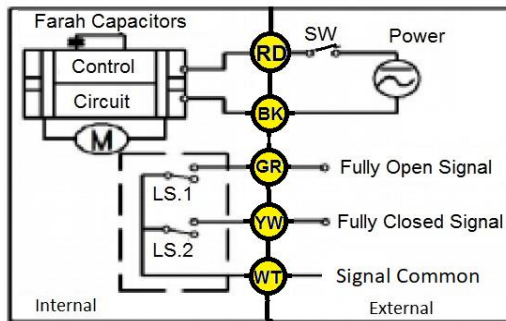 Farah Capacitors
Control
Circuit
M
LS.1
LS.2
Internal
RD
BK
GR
YW
WT
SW
Power
Fully Open Signal
Fully Closed Signal
Signal Common
External